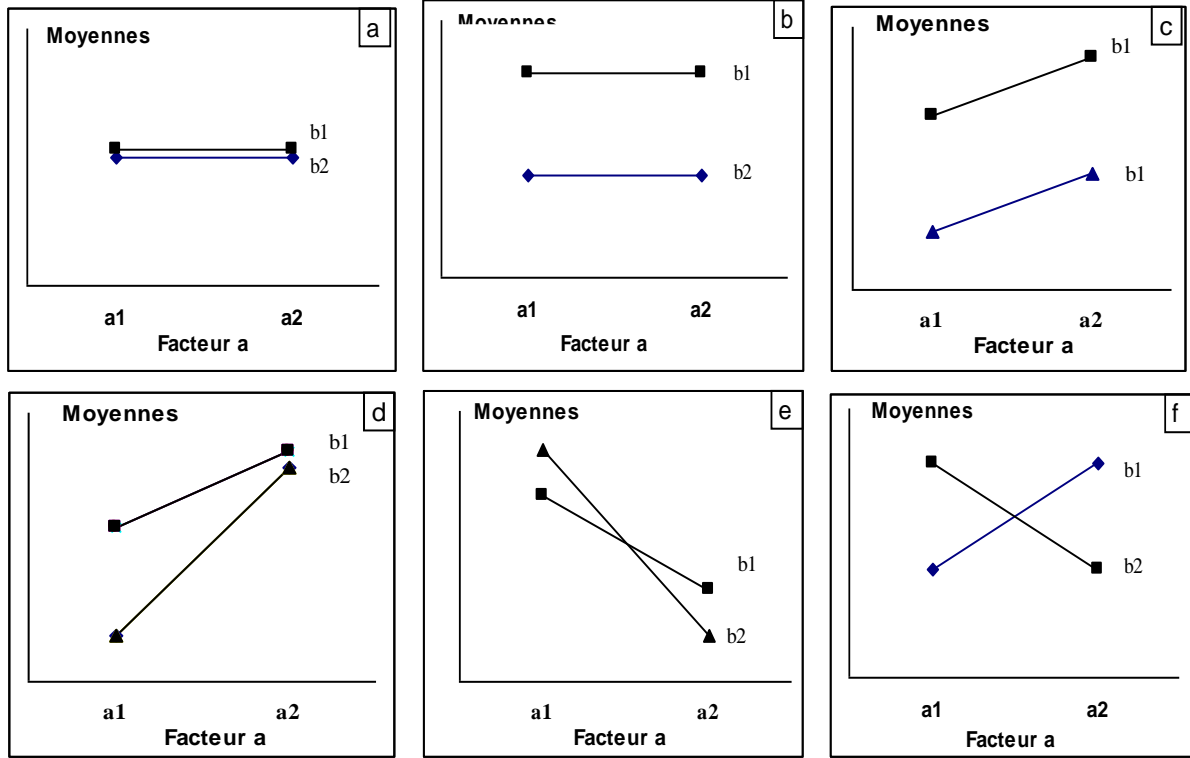 a
Moyennes
b1
b2
a1 a2
Facteur a
b
Moyennes
b1
b2
a1 a2
Facteur a
c
Moyennes
b1
b1
a1 a2
Facteur a
d
Moyennes
b1
b2
a1 a2
Facteur a
e
Moyennes
b1
b2
a1 a2
Facteur a
f
Moyennes
b1
b2
a1 a2
Facteur a